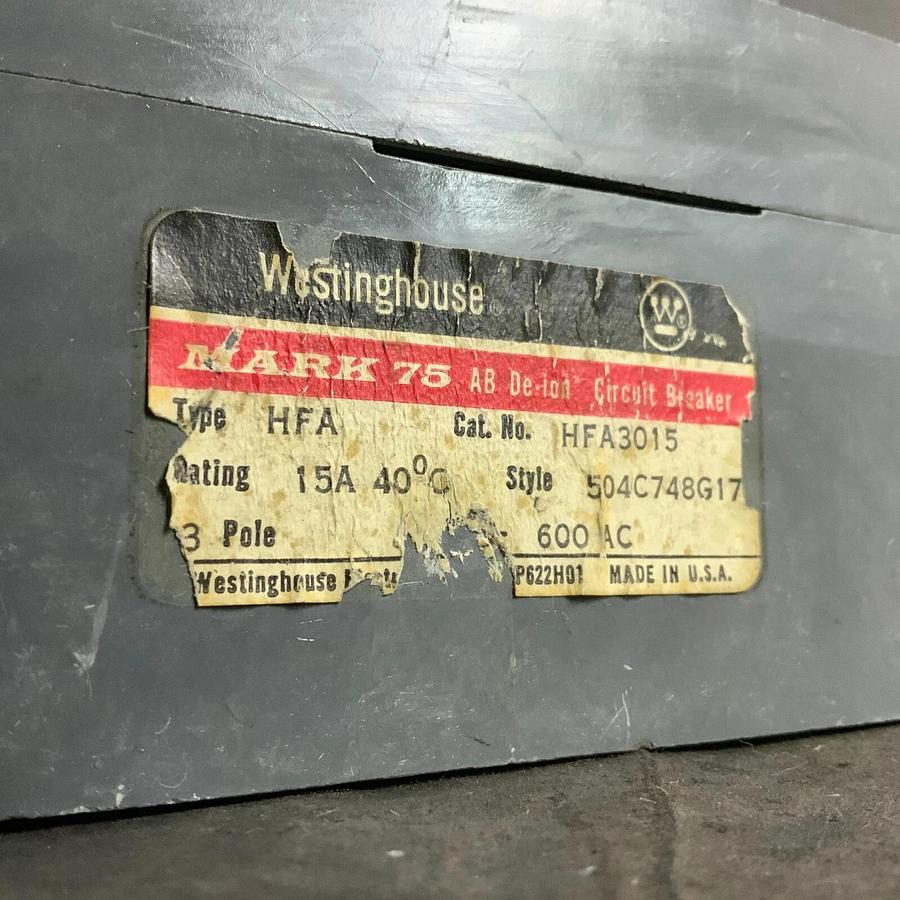 Westinghouse
W
MARK 75 AB De-ion Circuit Breaker
Type HFA Cat. No. HFA3015
Rating 15A 40°C Style 504C748G17
3 Pole 600 AC
Westinghouse P622H01 MADE IN U.S.A.